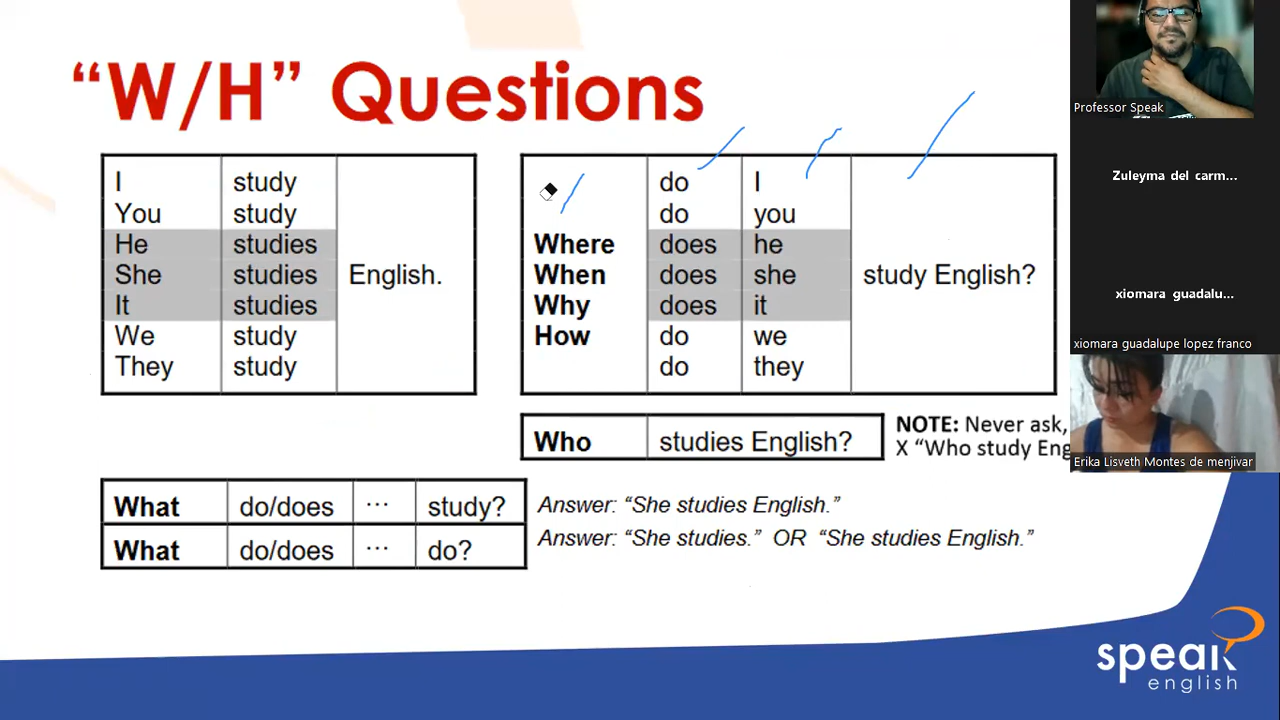 “W/H” Questions
I study
You study
He studies
She studies English.
It studies
We study
They study
do I
do you
Where does he
When does she study English?
Why does it
How do we
do they
Who studies English?
NOTE: Never ask,
X “Who study Eng
What do/does ... study?
Answer: “She studies English.”
What do/does ... do?
Answer: “She studies.” OR “She studies English.”
speak
english
Professor Speak
Zuleyma del carm...
xiomara guadalu...
xiomara guadalupe lopez franco
Erika Lisveth Montes de menjivar